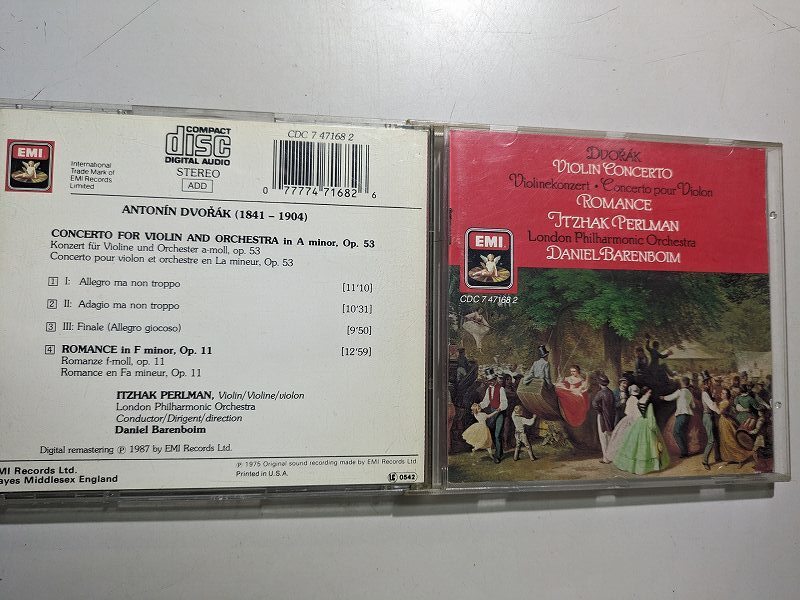 EMI
International
Trade Mark of
EMI Records
Limited
COMPACT
disc
DIGITAL AUDIO
STEREO
ADD
CDC 7 47168 2
0 77774 71682 6
ANTONÍN DVOŘÁK (1841 - 1904)
CONCERTO FOR VIOLIN AND ORCHESTRA in A minor, Op. 53
Konzert für Violine und Orchester a-moll, op. 53
Concerto pour violon et orchestre en La mineur, Op. 53
1 I: Allegro ma non troppo [11'10]
2 II: Adagio ma non troppo [10'31]
3 III: Finale (Allegro giocoso) [9'50]
4 ROMANCE in F minor, Op. 11 [12'59]
Romanze f-moll, op. 11
Romance en Fa mineur, Op. 11
ITZHAK PERLMAN, Violin/Violine/violon
London Philharmonic Orchestra
Conductor/Dirigent/direction
Daniel Barenboim
Digital remastering Ⓟ 1987 by EMI Records Ltd.
Ⓟ 1975 Original sound recording made by EMI Records Ltd.
MI Records Ltd. Printed in U.S.A.
ayes Middlesex England
0542
DVOŘÁK
VIOLIN CONCERTO
Violinekonzert · Concerto pour Violon
ROMANCE
ITZHAK PERLMAN
London Philharmonic Orchestra
DANIEL BARENBOIM
EMI
CDC 7 47168 2